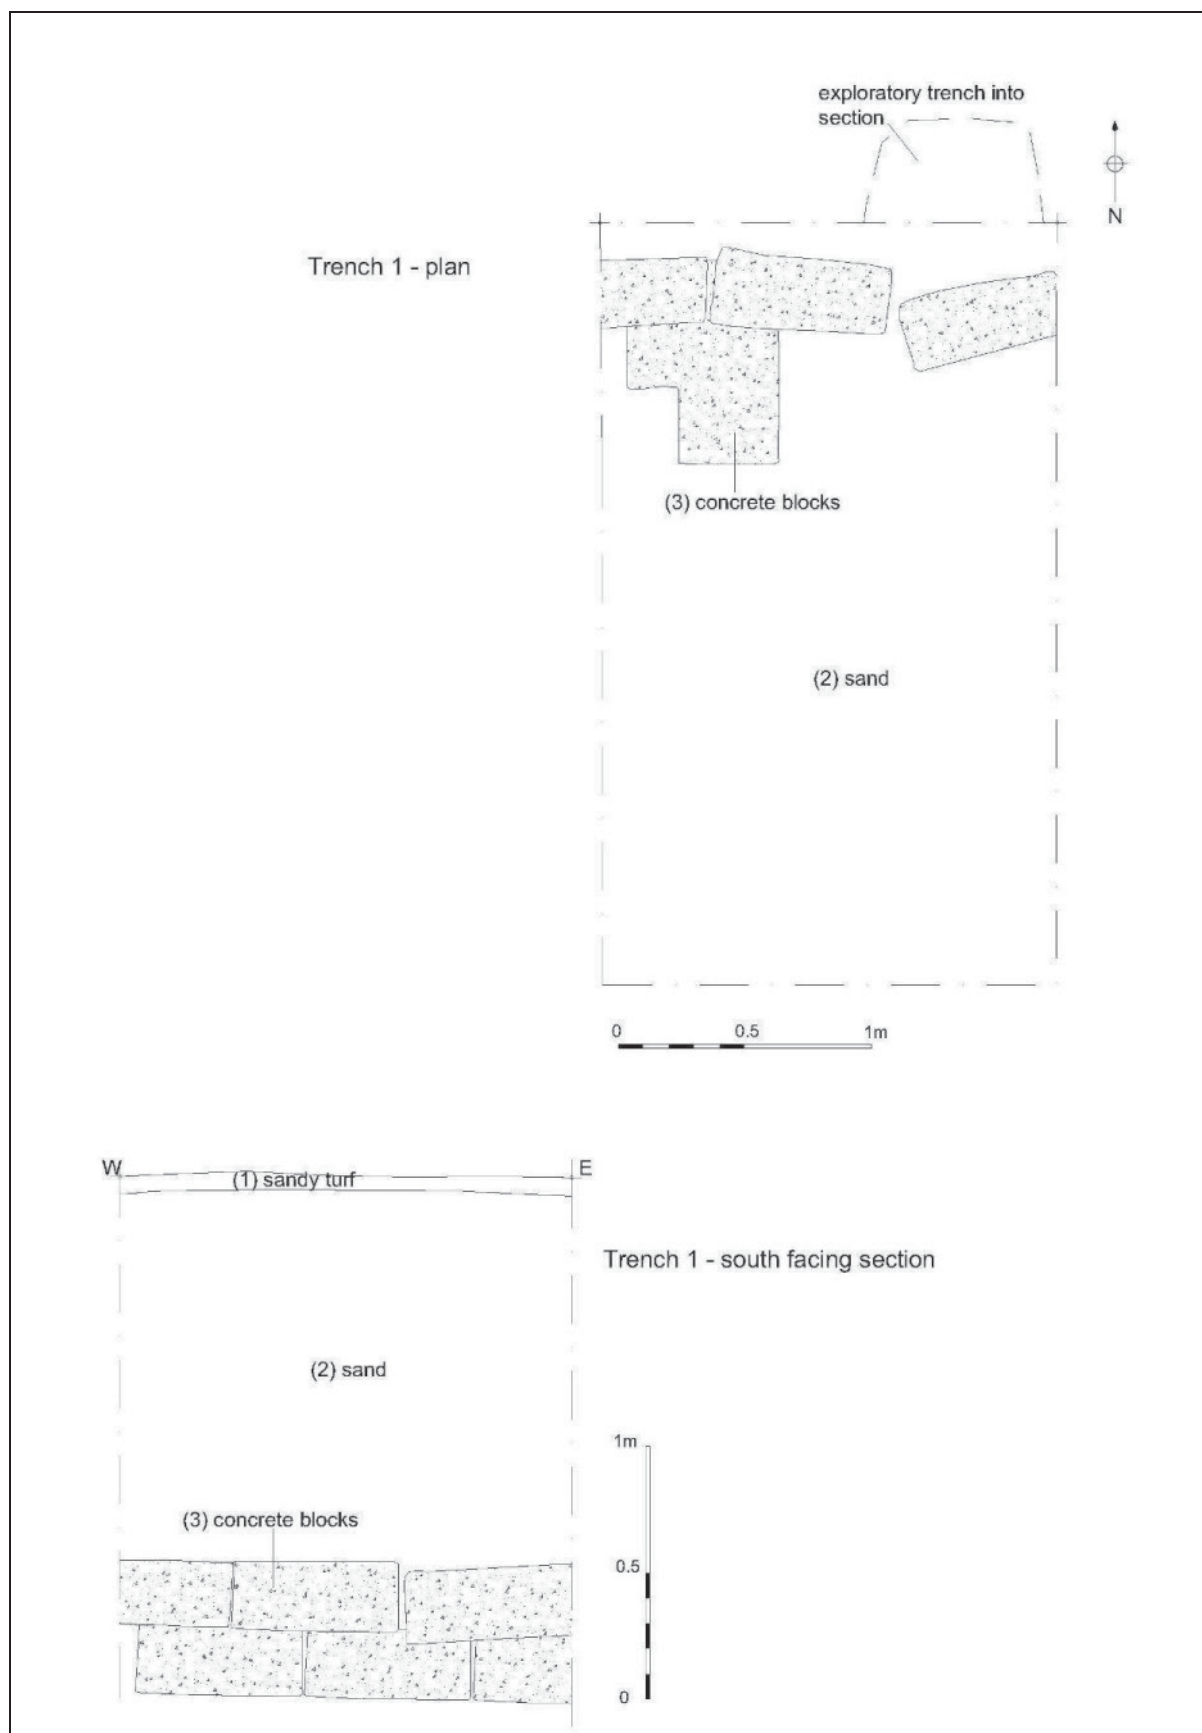 exploratory trench into
section
N
Trench 1 - plan
(3) concrete blocks
(2) sand
0 0.5 1m
W E
(1) sandy turf
Trench 1 - south facing section
(2) sand
(3) concrete blocks
1m
0.5
0